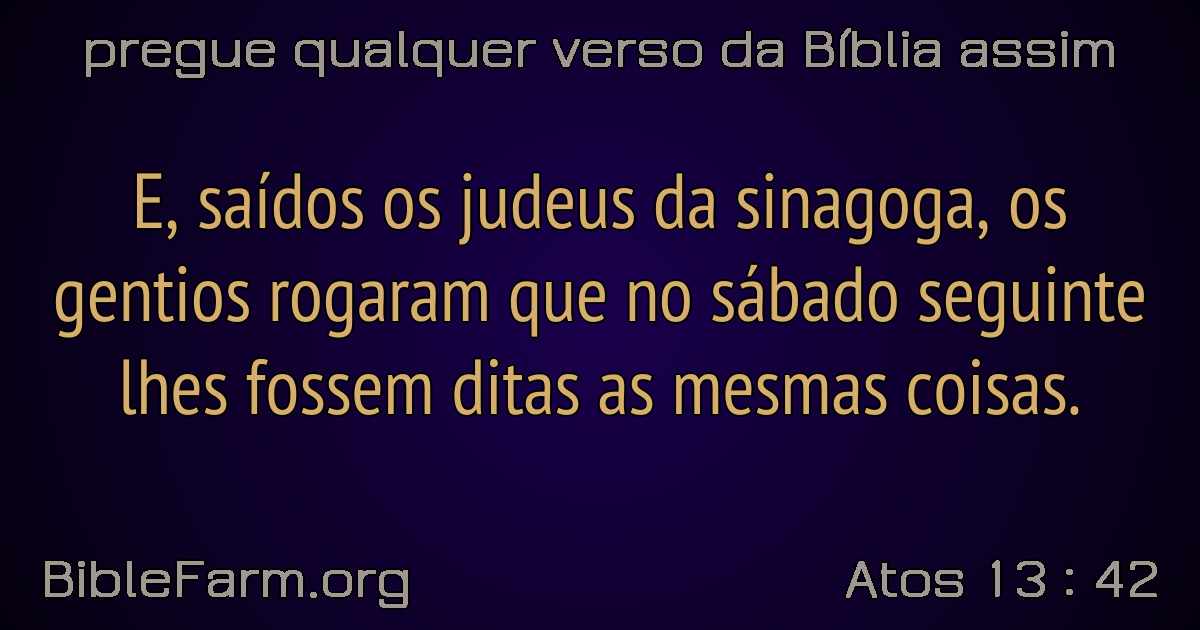 pregue qualquer verso da Bíblia assim
E, saídos os judeus da sinagoga, os
gentios rogaram que no sábado seguinte
lhes fossem ditas as mesmas coisas.
BibleFarm.org
Atos 13 : 42